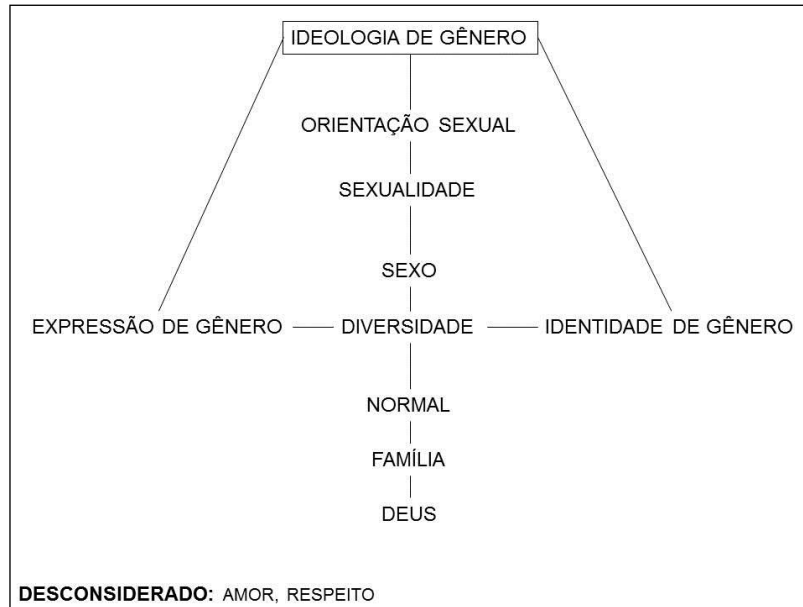 IDEOLOGIA DE GÊNERO
ORIENTAÇÃO SEXUAL
SEXUALIDADE
SEXO
EXPRESSÃO DE GÊNERO DIVERSIDADE IDENTIDADE DE GÊNERO
NORMAL
FAMÍLIA
DEUS
DESCONSIDERADO: AMOR, RESPEITO